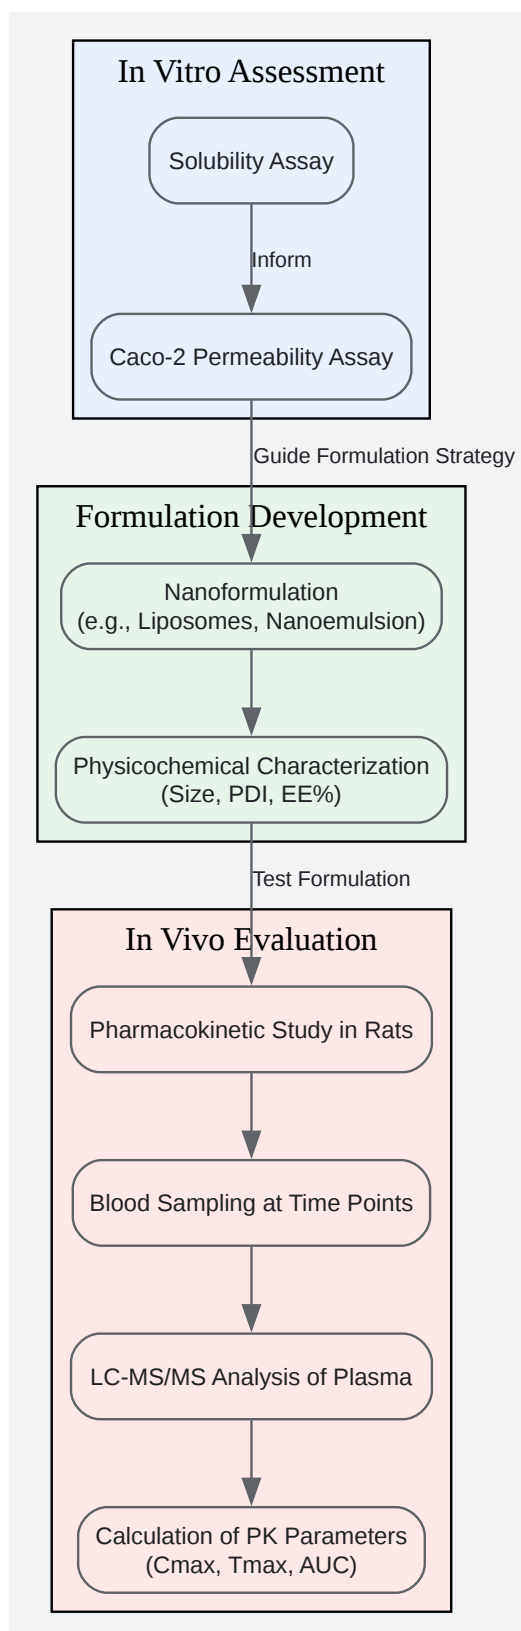 In Vitro Assessment
Solubility Assay
Inform
Caco-2 Permeability Assay
Guide Formulation Strategy
Formulation Development
Nanoformulation
(e.g., Liposomes, Nanoemulsion)
Physicochemical Characterization
(Size, PDI, EE%)
Test Formulation
In Vivo Evaluation
Pharmacokinetic Study in Rats
Blood Sampling at Time Points
LC-MS/MS Analysis of Plasma
Calculation of PK Parameters
(Cmax, Tmax, AUC)